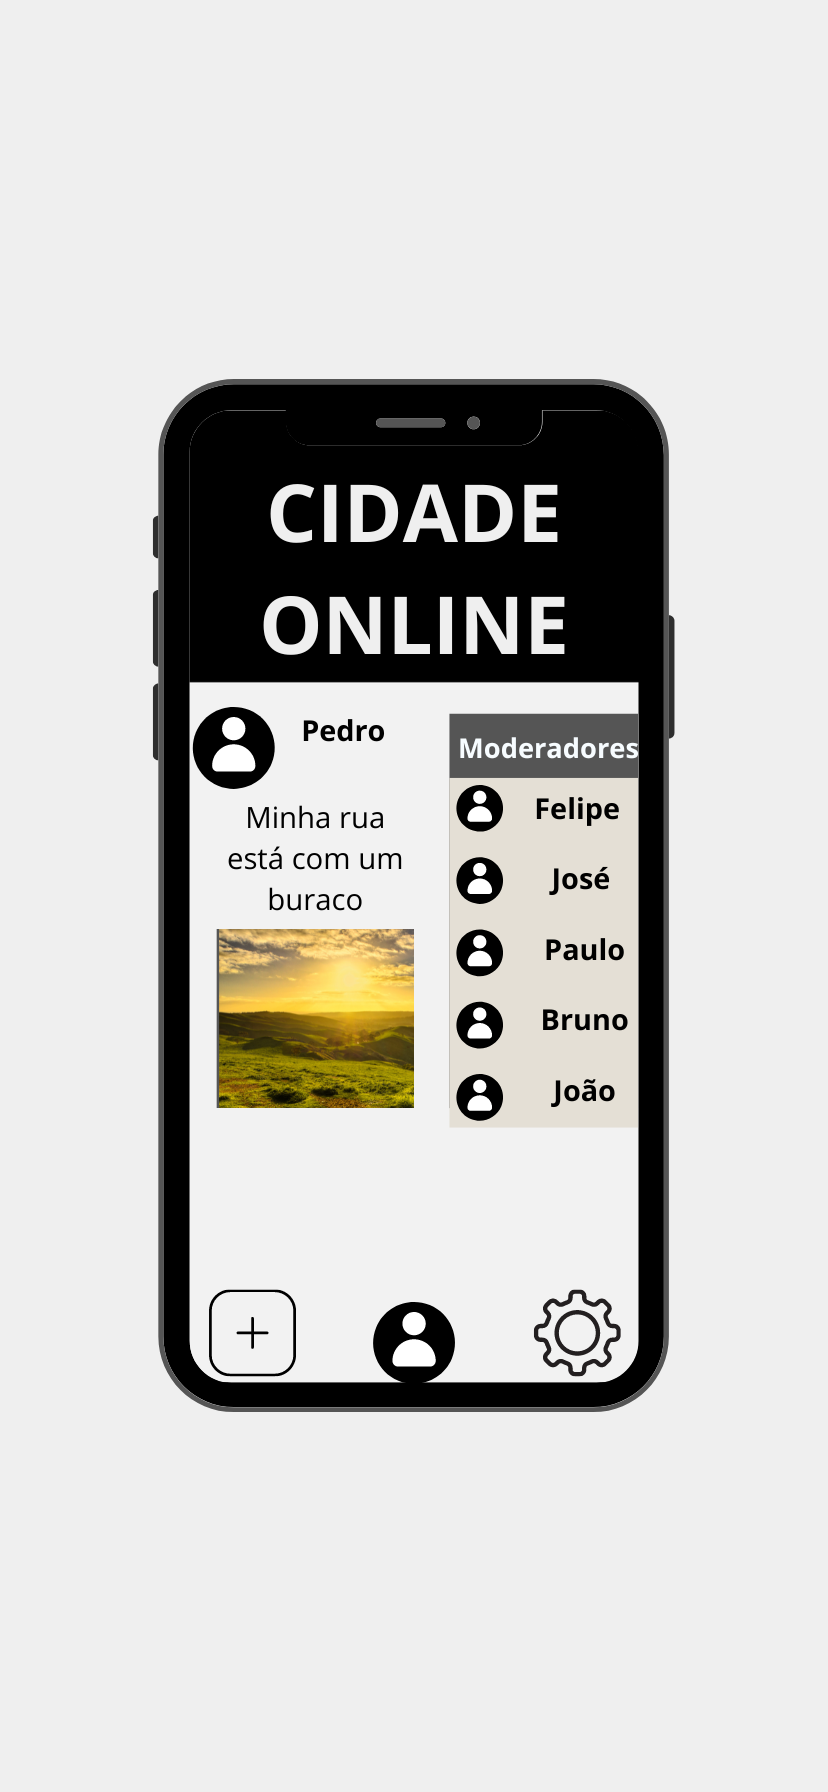 CIDADE
ONLINE
Pedro
Minha rua
está com um
buraco
Moderadores
Felipe
José
Paulo
Bruno
João